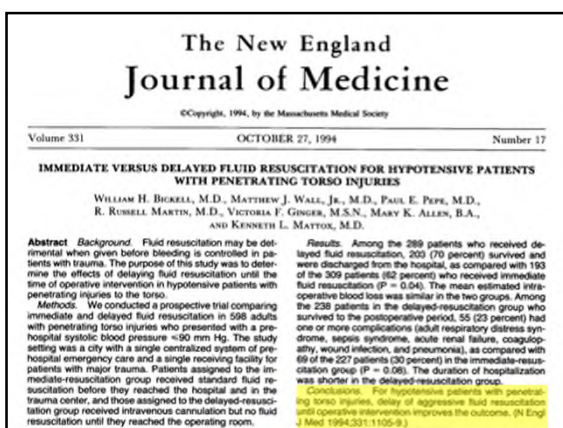 The New England
Journal of Medicine
©Copyright, 1994, by the Massachusetts Medical Society
Volume 331 OCTOBER 27, 1994 Number 17
IMMEDIATE VERSUS DELAYED FLUID RESUSCITATION FOR HYPOTENSIVE PATIENTS
WITH PENETRATING TORSO INJURIES
WILLIAM H. BICKELL, M.D., MATTHEW J. WALL, JR., M.D., PAUL E. PEPE, M.D.,
R. RUSSELL MARTIN, M.D., VICTORIA F. GINGER, M.S.N., MARY K. ALLEN, B.A.,
AND KENNETH L. MATTOX, M.D.
Abstract Background. Fluid resuscitation may be det-
rimental when given before bleeding is controlled in pa-
tients with trauma. The purpose of this study was to deter-
mine the effects of delaying fluid resuscitation until the
time of operative intervention in hypotensive patients with
penetrating injuries to the torso.
Methods. We conducted a prospective trial comparing
immediate and delayed fluid resuscitation in 598 adults
with penetrating torso injuries who presented with a pre-
hospital systolic blood pressure ≤90 mm Hg. The study
setting was a city with a single centralized system of pre-
hospital emergency care and a single receiving facility for
patients with major trauma. Patients assigned to the im-
mediate-resuscitation group received standard fluid re-
suscitation before they reached the hospital and in the
trauma center, and those assigned to the delayed-resusci-
tation group received intravenous cannulation but no fluid
resuscitation until they reached the operating room.
Results. Among the 289 patients who received de-
layed fluid resuscitation, 203 (70 percent) survived and
were discharged from the hospital, as compared with 193
of the 309 patients (62 percent) who received immediate
fluid resuscitation (P = 0.04). The mean estimated intra-
operative blood loss was similar in the two groups. Among
the 238 patients in the delayed-resuscitation group who
survived to the postoperative period, 55 (23 percent) had
one or more complications (adult respiratory distress syn-
drome, sepsis syndrome, acute renal failure, coagulop-
athy, wound infection, and pneumonia), as compared with
69 of the 227 patients (30 percent) in the immediate-resus-
citation group (P = 0.08). The duration of hospitalization
was shorter in the delayed-resuscitation group.
Conclusions. For hypotensive patients with penetrat-
ing torso injuries, delay of aggressive fluid resuscitation
until operative intervention improves the outcome. (N Engl
J Med 1994;331:1105-9.)